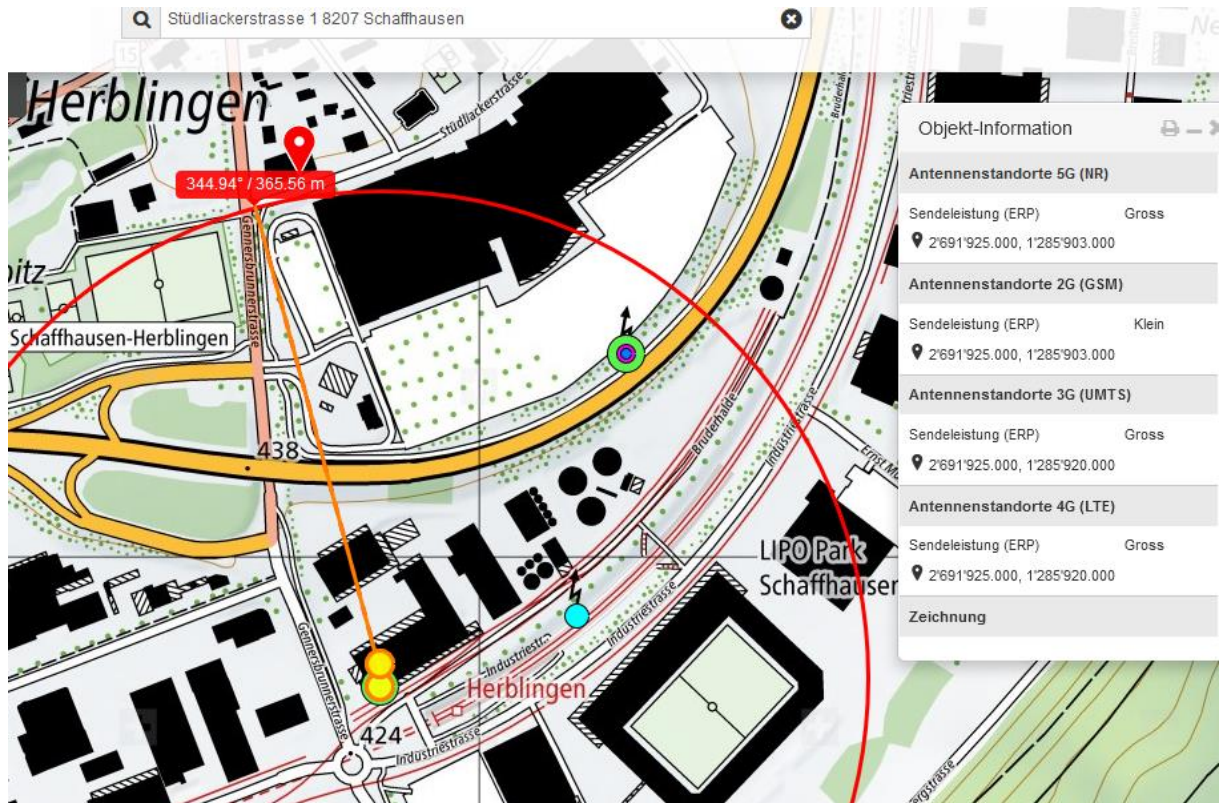 Stüdliackerstrasse 1 8207 Schaffhausen
15
Herblingen
Stüdliackerstrasse
344.94° / 365.56 m
Gennersbrunnerstrasse
Schaffhausen-Herblingen
438
Bruderhalde
Industriestrasse
LIPO Park
Schaffhausen
Industriestrasse
Gennersbrunnerstrasse
Herblingen
424
Industriestrasse
Objekt-Information
Antennenstandorte 5G (NR)
Sendeleistung (ERP) Gross
2'691'925.000, 1'285'903.000
Antennenstandorte 2G (GSM)
Sendeleistung (ERP) Klein
2'691'925.000, 1'285'903.000
Antennenstandorte 3G (UMTS)
Sendeleistung (ERP) Gross
2'691'925.000, 1'285'920.000
Antennenstandorte 4G (LTE)
Sendeleistung (ERP) Gross
2'691'925.000, 1'285'920.000
Zeichnung